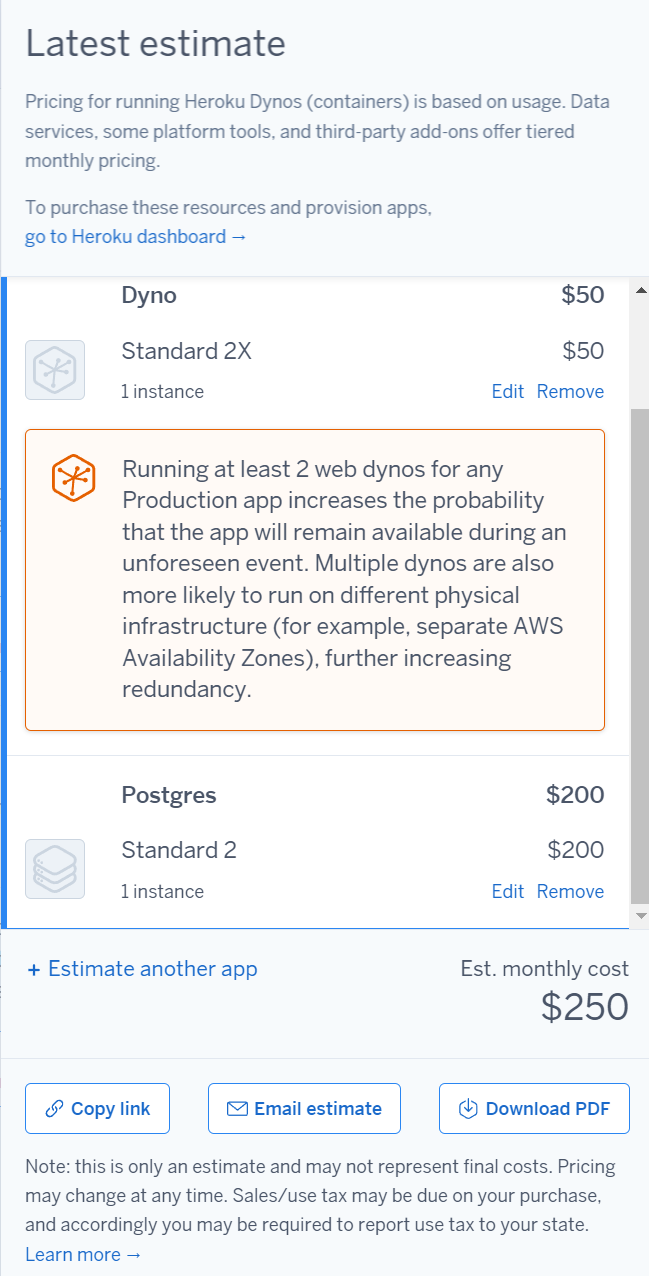 Latest estimate
Pricing for running Heroku Dynos (containers) is based on usage. Data
services, some platform tools, and third-party add-ons offer tiered
monthly pricing.
To purchase these resources and provision apps,
go to Heroku dashboard →
Dyno $50
Standard 2X $50
1 instance Edit Remove
Running at least 2 web dynos for any
Production app increases the probability
that the app will remain available during an
unforeseen event. Multiple dynos are also
more likely to run on different physical
infrastructure (for example, separate AWS
Availability Zones), further increasing
redundancy.
Postgres $200
Standard 2 $200
1 instance Edit Remove
+ Estimate another app Est. monthly cost
$250
Copy link Email estimate Download PDF
Note: this is only an estimate and may not represent final costs. Pricing
may change at any time. Sales/use tax may be due on your purchase,
and accordingly you may be required to report use tax to your state.
Learn more →